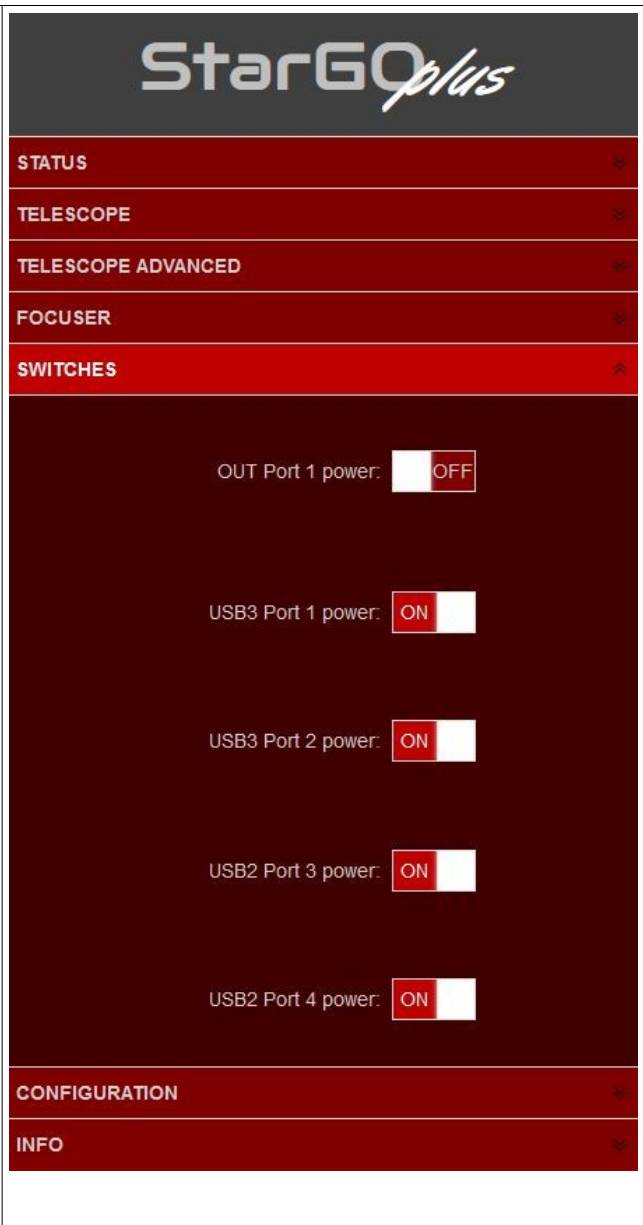 StarGO plus
STATUS
TELESCOPE
TELESCOPE ADVANCED
FOCUSER
SWITCHES
OUT Port 1 power: OFF
USB3 Port 1 power: ON
USB3 Port 2 power: ON
USB2 Port 3 power: ON
USB2 Port 4 power: ON
CONFIGURATION
INFO